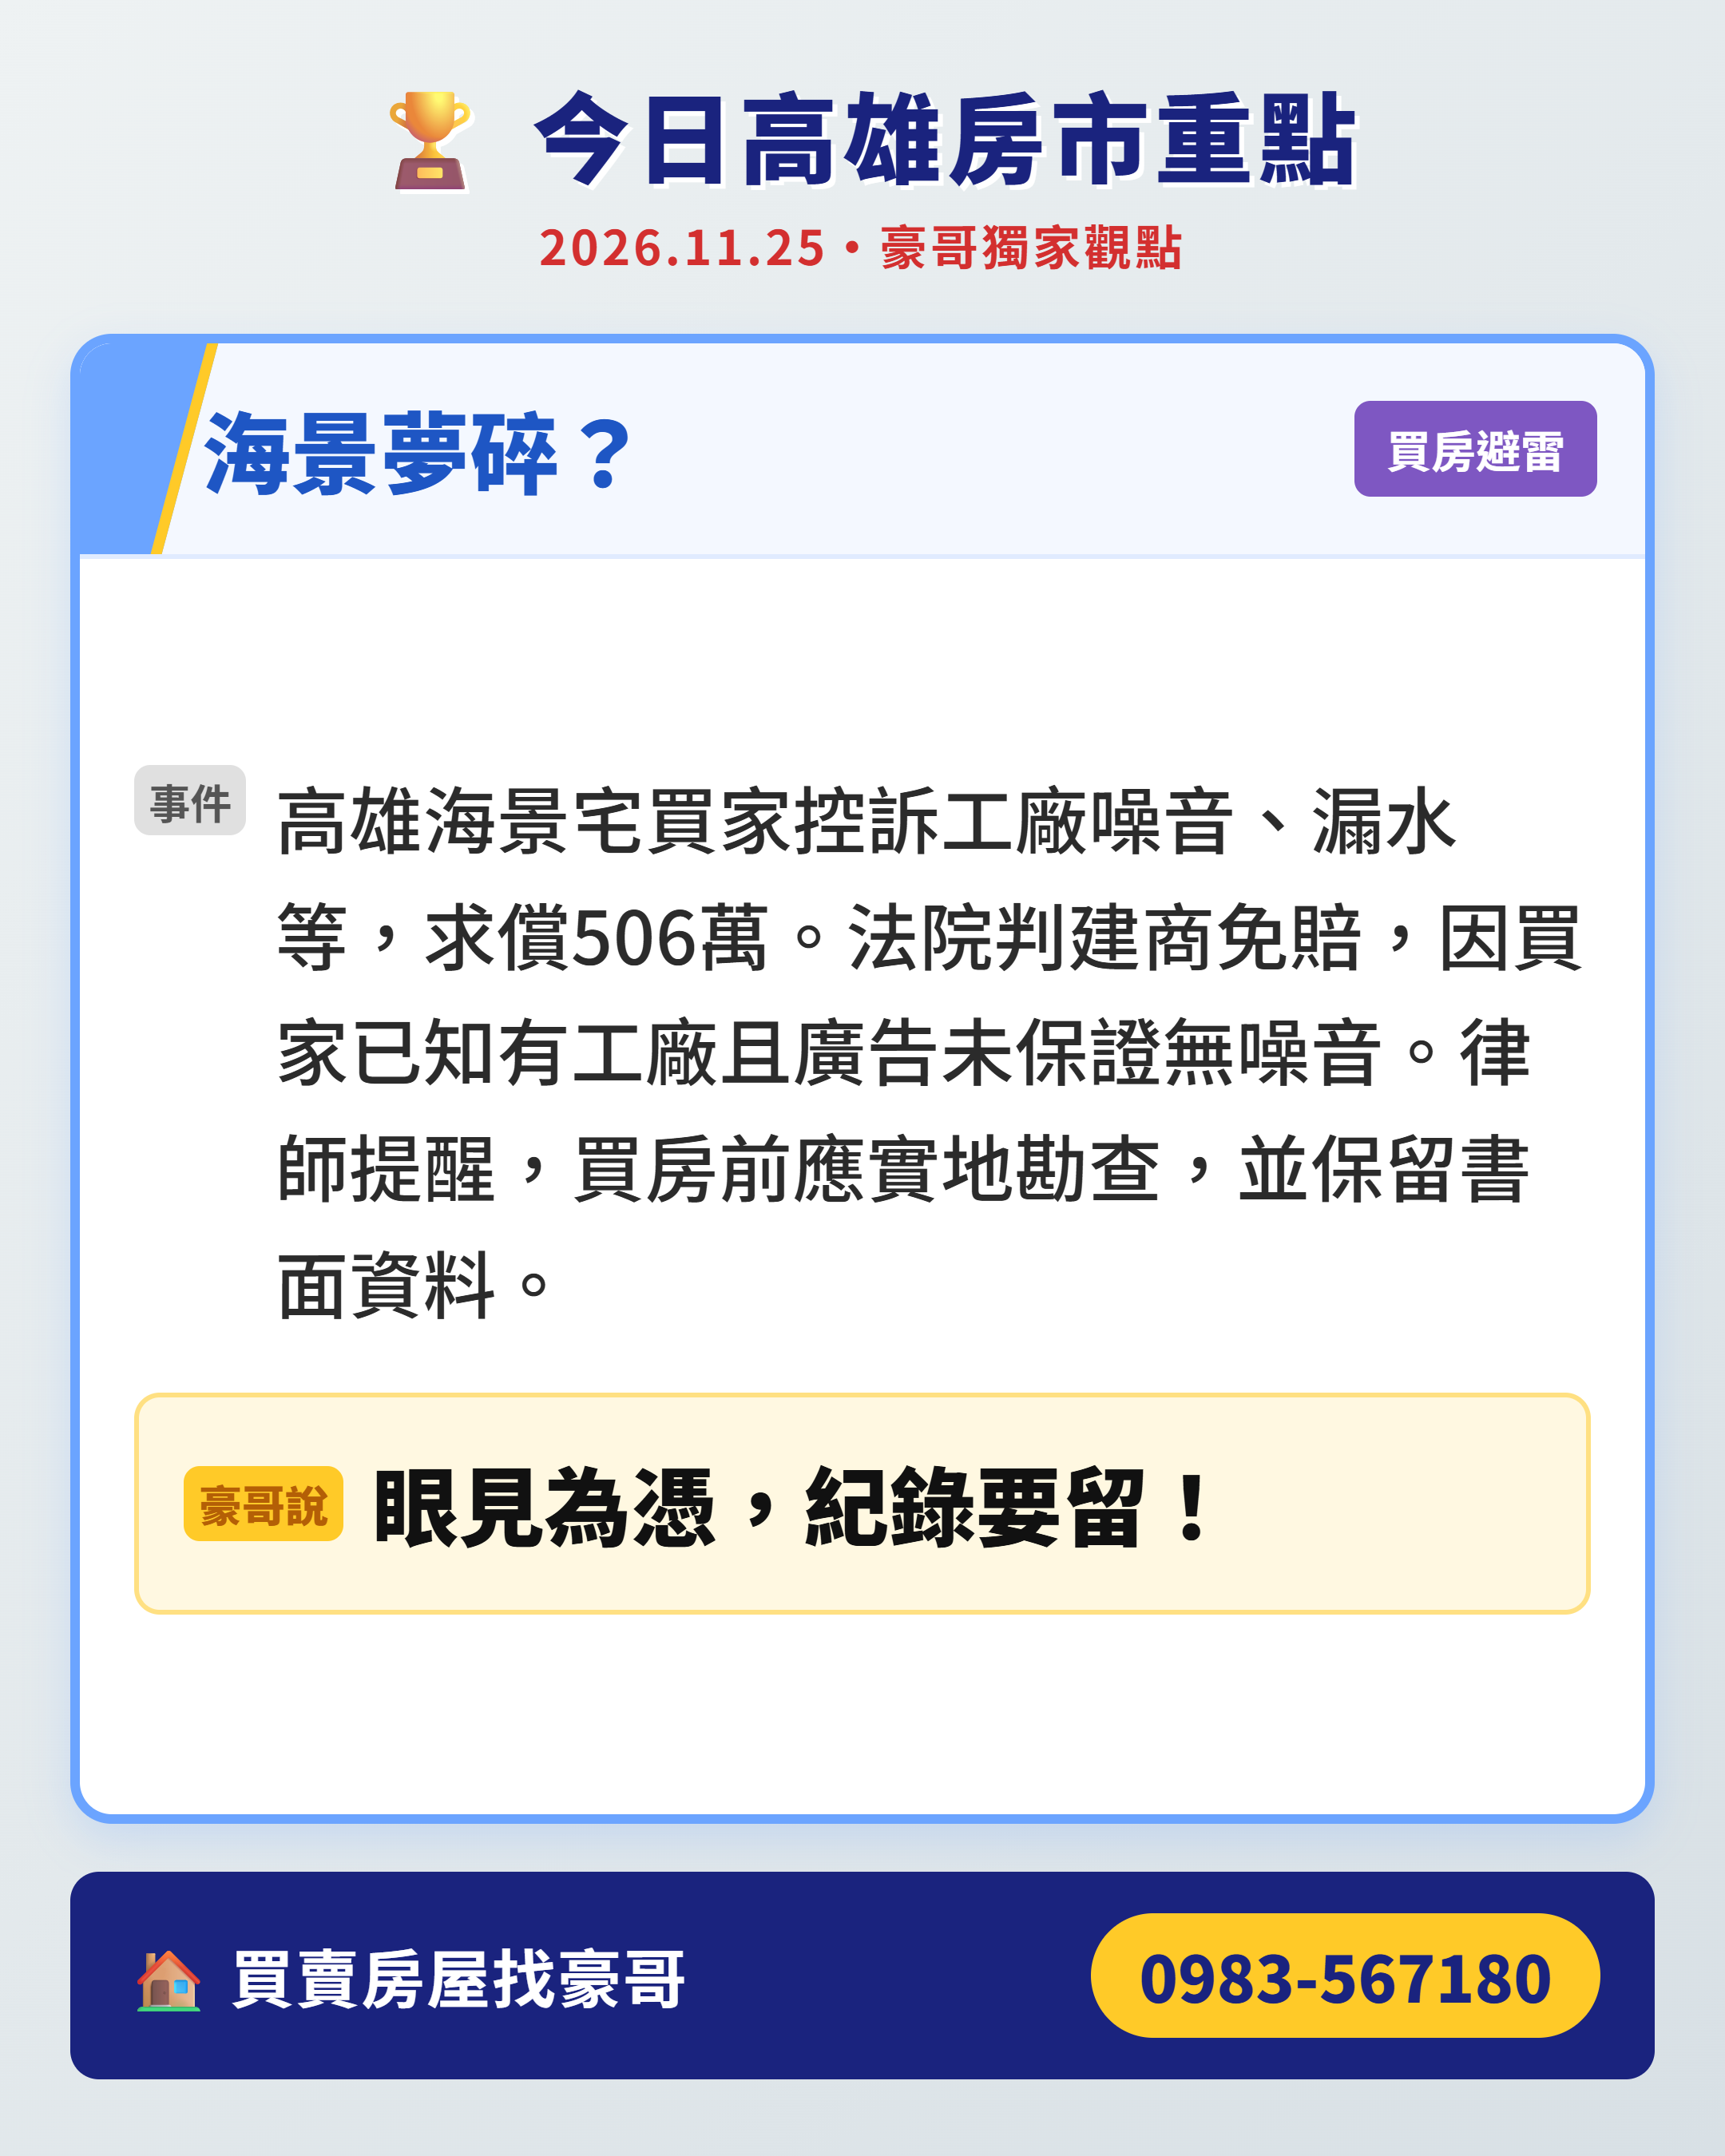 今日高雄房市重點
2026.11.25・豪哥獨家觀點
海景夢碎？
買房避雷
事件
高雄海景宅買家控訴工廠噪音、漏水
等，求償506萬。法院判建商免賠，因買
家已知有工廠且廣告未保證無噪音。律
師提醒，買房前應實地勘查，並保留書
面資料。
豪哥說
眼見為憑，紀錄要留！
買賣房屋找豪哥
0983-567180